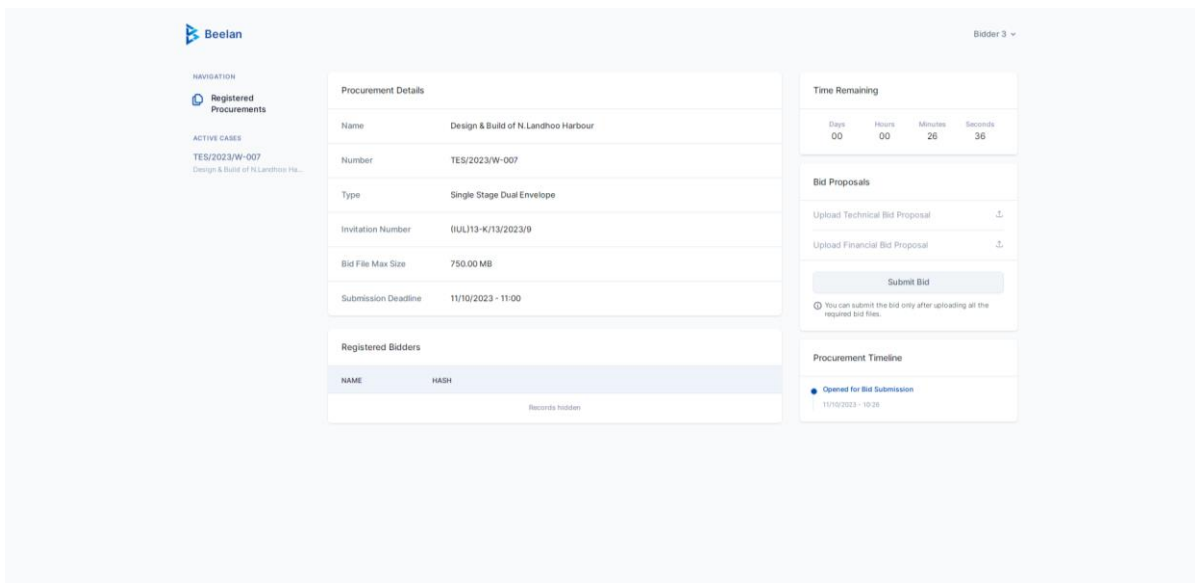 Beelan
Bidder 3
NAVIGATION
Registered
Procurements
ACTIVE CASES
TES/2023/W-007
Design & Build of N.Landhoo Ha...
Procurement Details
Name Design & Build of N.Landhoo Harbour
Number TES/2023/W-007
Type Single Stage Dual Envelope
Invitation Number (IUL)13-K/13/2023/9
Bid File Max Size 750.00 MB
Submission Deadline 11/10/2023 - 11:00
Registered Bidders
NAME HASH
Records hidden
Time Remaining
Days Hours Minutes Seconds
00 00 26 36
Bid Proposals
Upload Technical Bid Proposal
Upload Financial Bid Proposal
Submit Bid
You can submit the bid only after uploading all the
required bid files.
Procurement Timeline
Opened for Bid Submission
11/10/2023 - 10:26